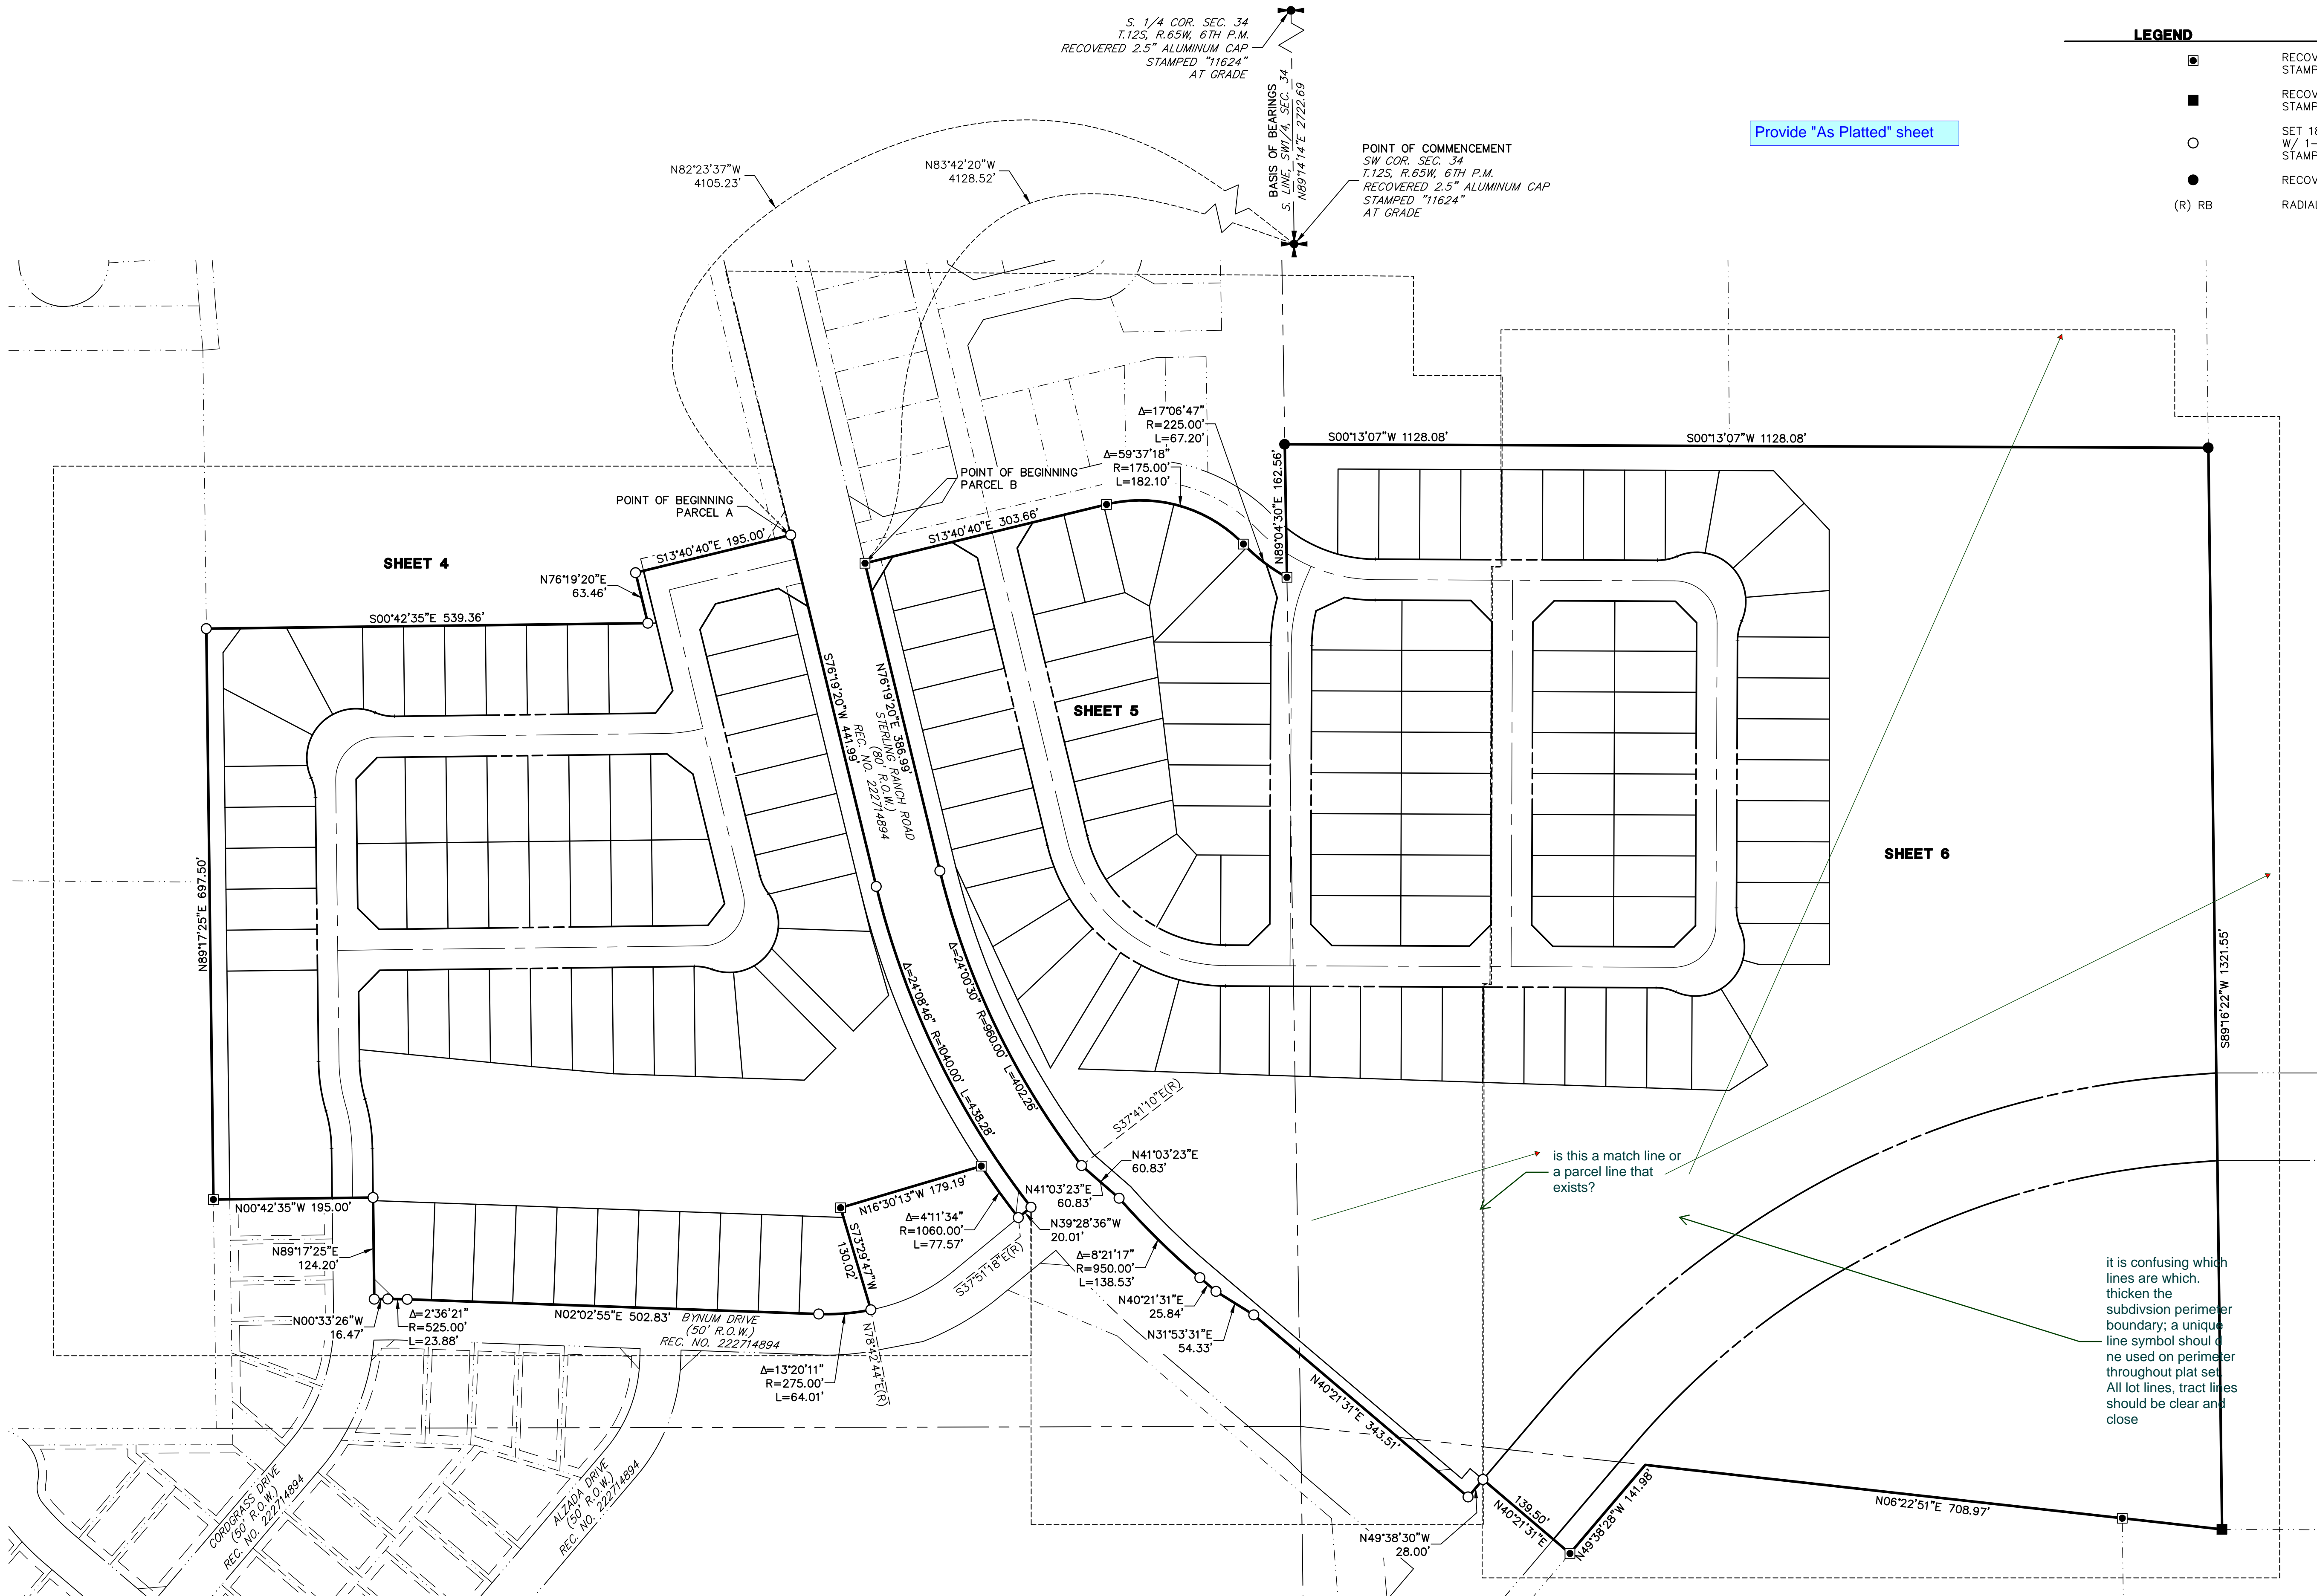 S. 1/4 COR. SEC. 34
T.12S, R.65W, 6TH P.M.
RECOVERED 2.5" ALUMINUM CAP
STAMPED "11624"
AT GRADE
BASIS OF BEARINGS
S. LINE, SW1/4, SEC. 34
N89°14'14"E 2722.69
POINT OF COMMENCEMENT
SW COR. SEC. 34
T.12S, R.65W, 6TH P.M.
RECOVERED 2.5" ALUMINUM CAP
STAMPED "11624"
AT GRADE
Provide "As Platted" sheet
LEGEND
RECOV
STAMP
RECOV
STAMP
SET 18
W/ 1-
STAMP
RECOV
(R) RB
RADIAL
N82°23'37"W
4105.23'
N83°42'20"W
4128.52'
Δ=17°06'47"
R=225.00'
L=67.20'
Δ=59°37'18"
R=175.00'
L=182.10'
N89°04'30"E 162.56'
S00°13'07"W 1128.08'
S00°13'07"W 1128.08'
POINT OF BEGINNING
PARCEL B
POINT OF BEGINNING
PARCEL A
S13°40'40"E 303.66'
S13°40'40"E 195.00'
SHEET 4
N76°19'20"E
63.46'
S00°42'35"E 539.36'
S76°19'20"W 441.99'
N76°19'20"E 386.99'
STERLING RANCH ROAD
(80' R.O.W.)
REC. NO. 222714894
SHEET 5
SHEET 6
N89°17'25"E 697.50'
S89°16'22"W 1321.55'
Δ=24°08'46" R=1040.00' L=438.28'
Δ=24°00'30" R=960.00' L=402.26'
S37°41'10"E(R)
N41°03'23"E
60.83'
N41°03'23"E
60.83'
N39°28'36"W
20.01'
N16°30'13"W 179.19'
Δ=4°11'34"
R=1060.00'
L=77.57'
S73°29'47"W
130.02'
S37°51'18"E(R)
Δ=8°21'17"
R=950.00'
L=138.53'
N40°21'31"E
25.84'
N31°53'31"E
54.33'
N00°42'35"W 195.00'
N89°17'25"E
124.20'
N00°33'26"W
16.47'
Δ=2°36'21"
R=525.00'
L=23.88'
N02°02'55"E 502.83'
BYNUM DRIVE
(50' R.O.W.)
REC. NO. 222714894
Δ=13°20'11"
R=275.00'
L=64.01'
N78°42'44"E(R)
N40°21'31"E 343.51'
N49°38'30"W
28.00'
139.50'
N40°21'31"E
N49°38'28"W 141.98'
N06°22'51"E 708.97'
CORDGRASS DRIVE
(50' R.O.W.)
REC. NO. 222714894
ALZADA DRIVE
(50' R.O.W.)
REC. NO. 222714894
is this a match line or
a parcel line that
exists?
it is confusing which
lines are which.
thicken the
subdivsion perimeter
boundary; a unique
line symbol shoul d
ne used on perimeter
throughout plat set.
All lot lines, tract lines
should be clear and
close